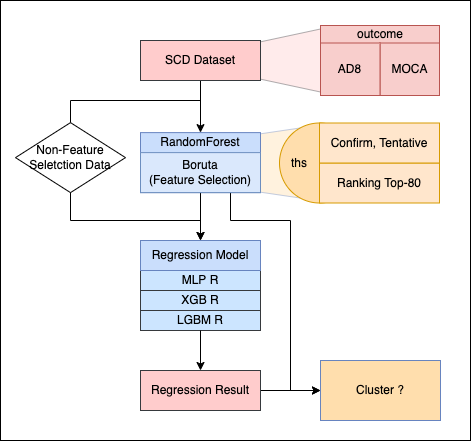 outcome
SCD Dataset
AD8
MOCA
Non-Feature
Seletction Data
RandomForest
Boruta
(Feature Selection)
ths
Confirm, Tentative
Ranking Top-80
Regression Model
MLP R
XGB R
LGBM R
Regression Result
Cluster ?